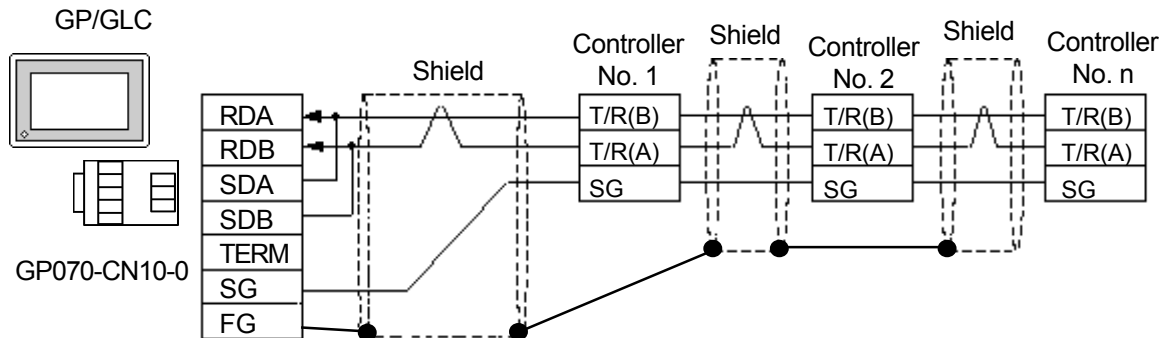 GP/GLC
GP070-CN10-0
RDA
RDB
SDA
SDB
TERM
SG
FG
Shield
Controller
No. 1
T/R(B)
T/R(A)
SG
Shield
Controller
No. 2
T/R(B)
T/R(A)
SG
Shield
Controller
No. n
T/R(B)
T/R(A)
SG